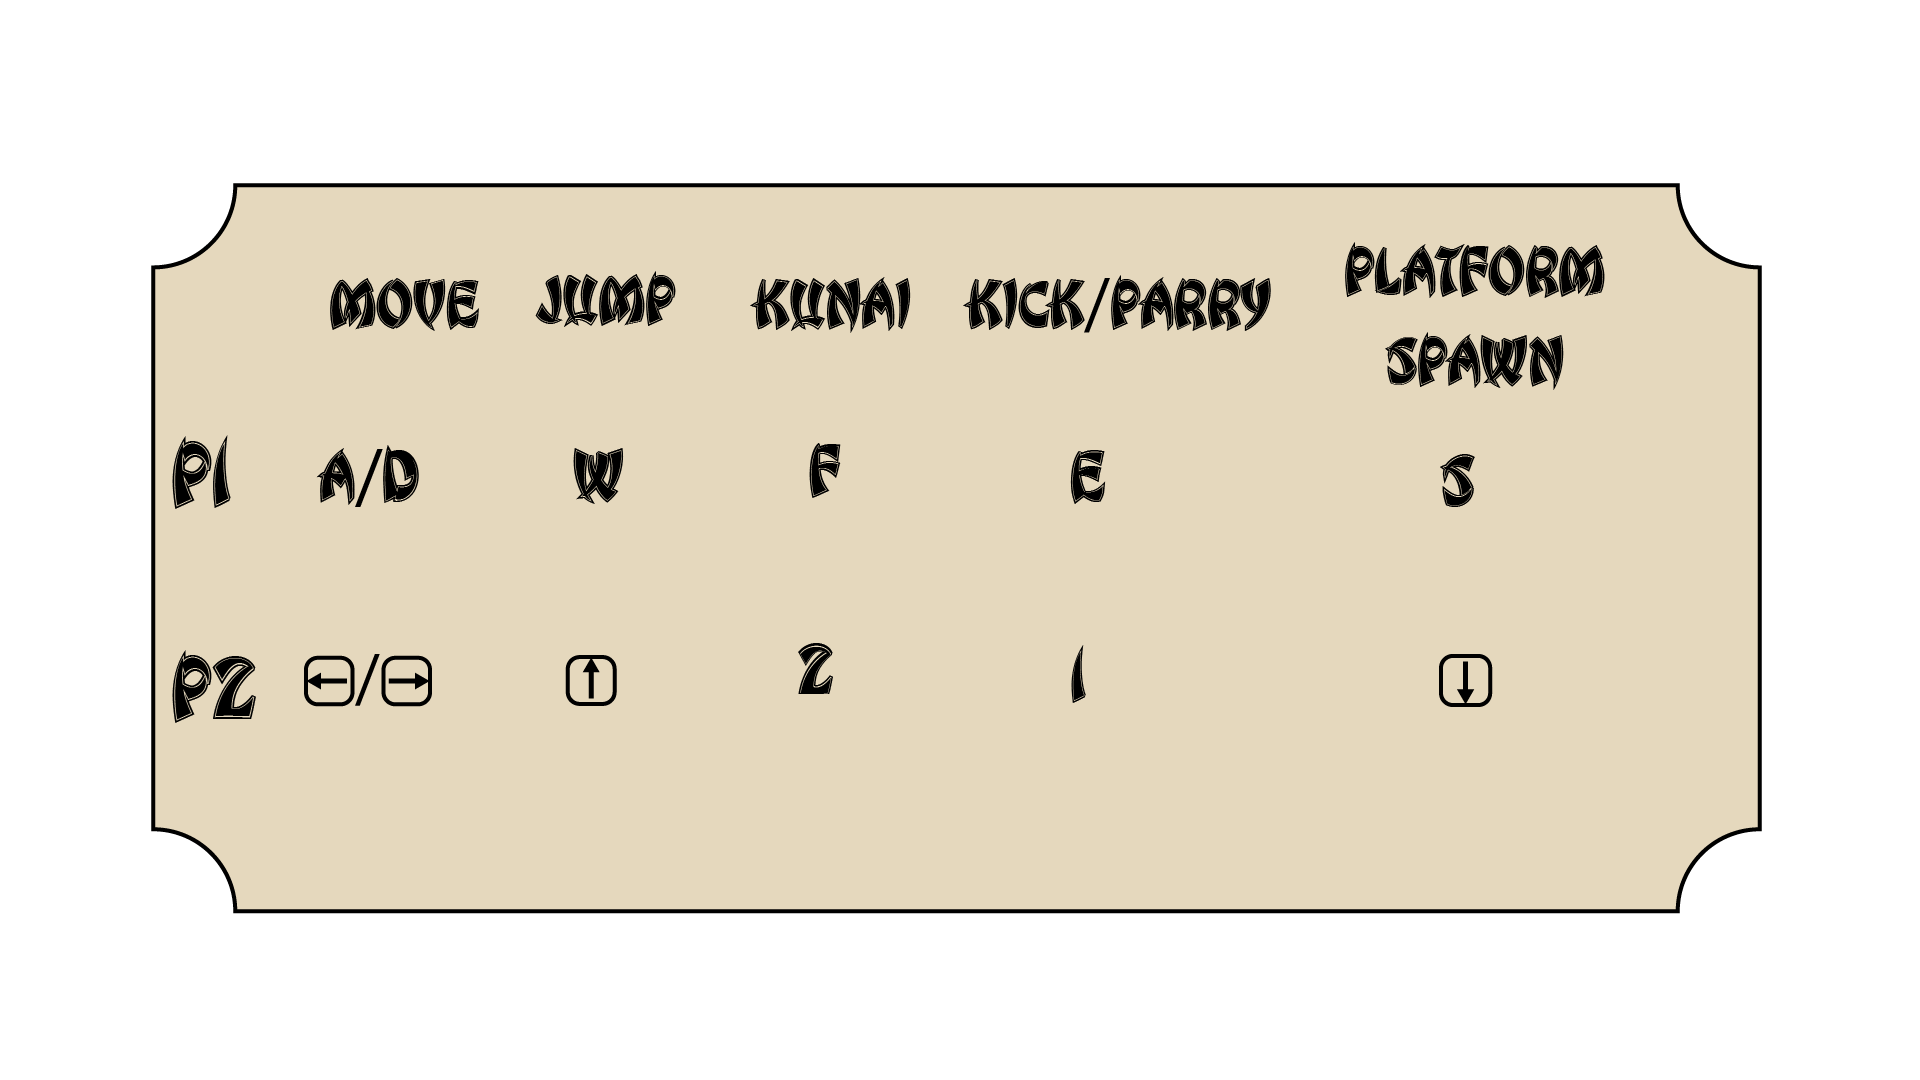 MOVE JUMP KUNAI KICK/PARRY PLATFORM
SPAWN
P1 A/D W F E S
P2 ←/→ ↑ 2 1 ↓